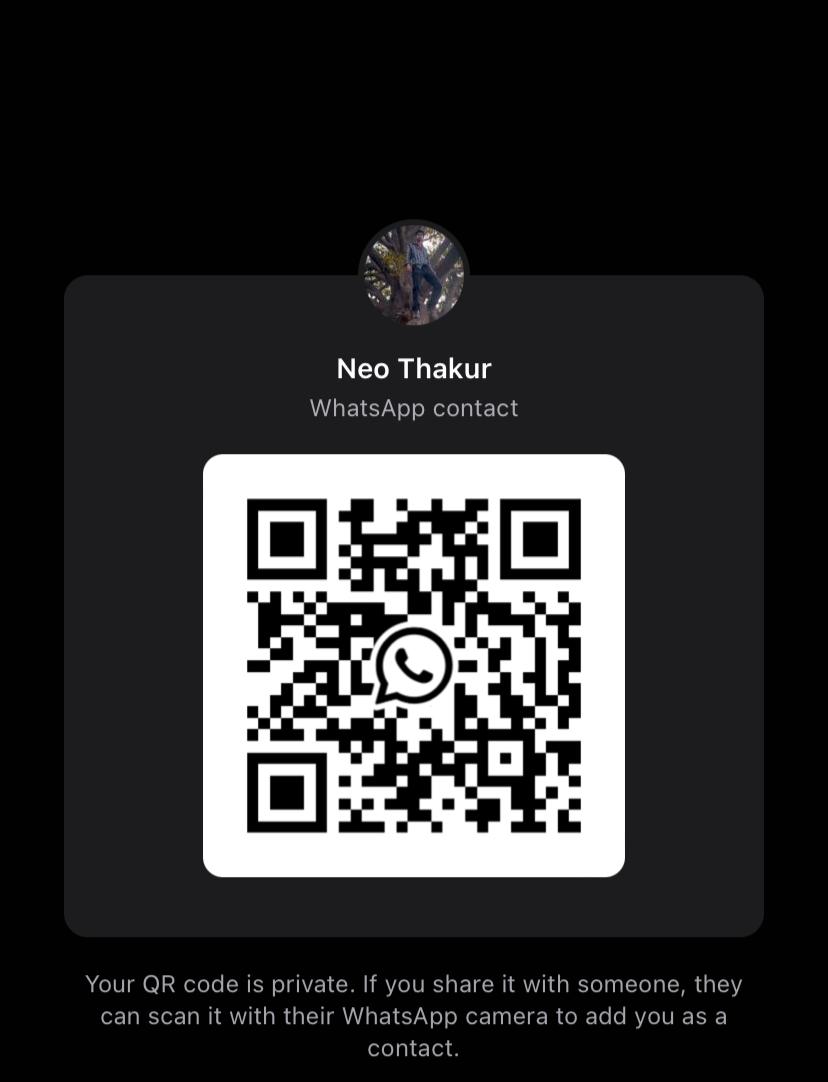 Neo Thakur
WhatsApp contact
Your QR code is private. If you share it with someone, they
can scan it with their WhatsApp camera to add you as a
contact.